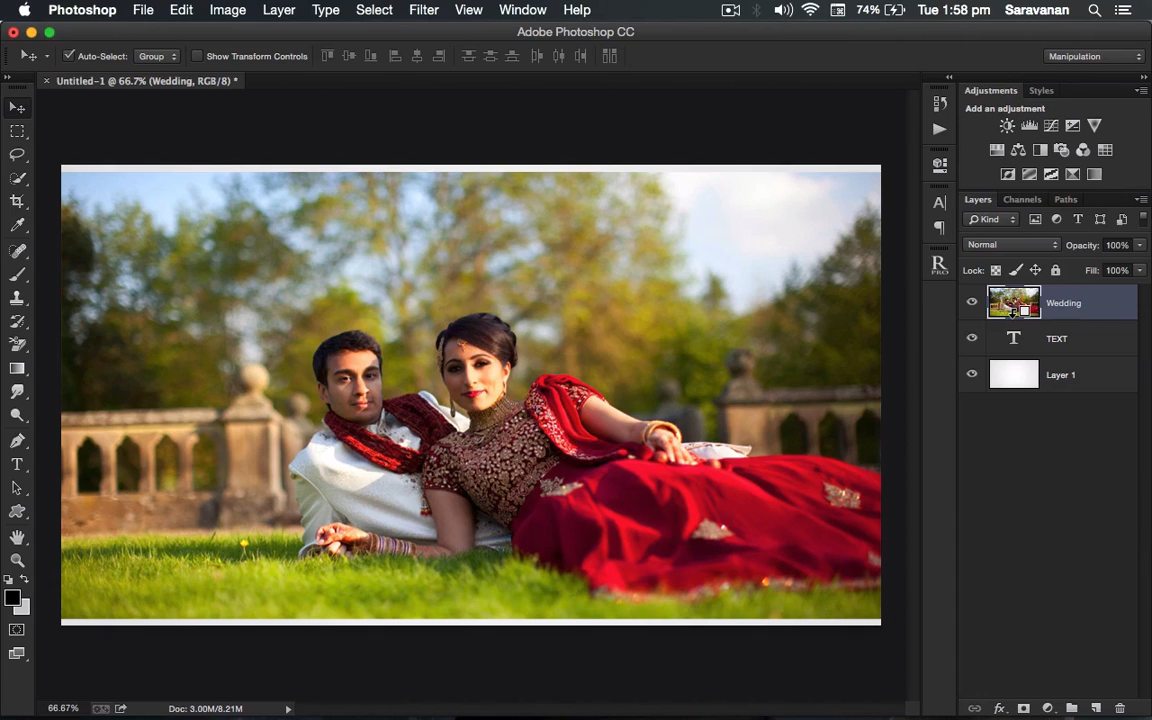 Photoshop File Edit Image Layer Type Select Filter View Window Help 74% Tue 1:58 pm Saravanan
Adobe Photoshop CC
Auto-Select: Group Show Transform Controls Manipulation
Untitled-1 @ 66.7% (Wedding, RGB/8) *
Adjustments Styles
Add an adjustment
Layers Channels Paths
Kind
Normal Opacity: 100%
Lock: Fill: 100%
Wedding
TEXT
Layer 1
66.67% Doc: 3.00M/8.21M